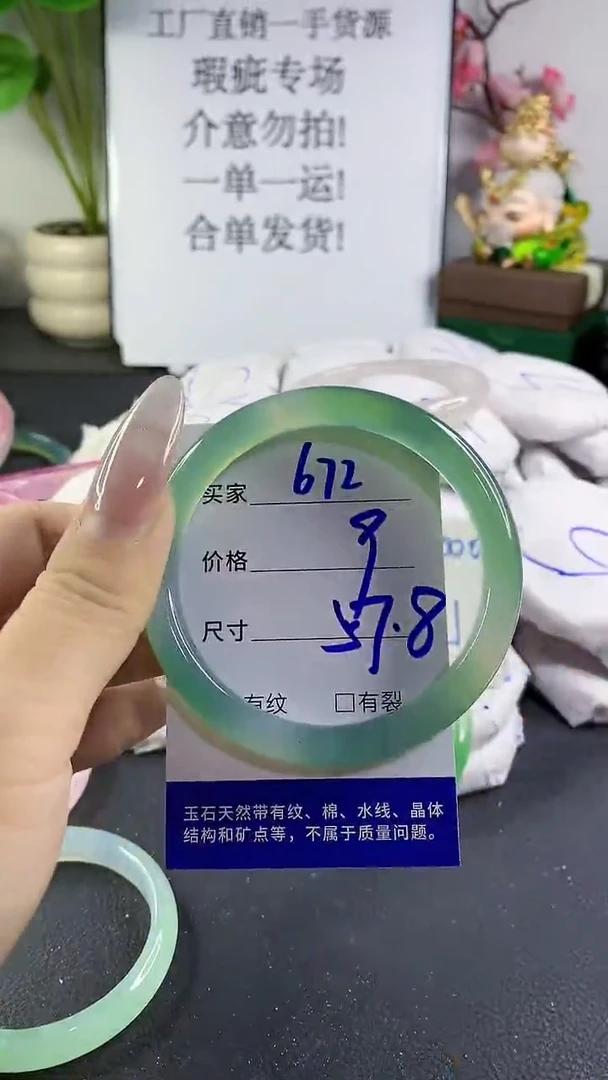 工厂直销一手货源
瑕疵专场
介意勿拍!
一单一运!
合单发货!
买家 672
价格
尺寸 57.8
有纹 □有裂
玉石天然带有纹、棉、水线、晶体
结构和矿点等，不属于质量问题。